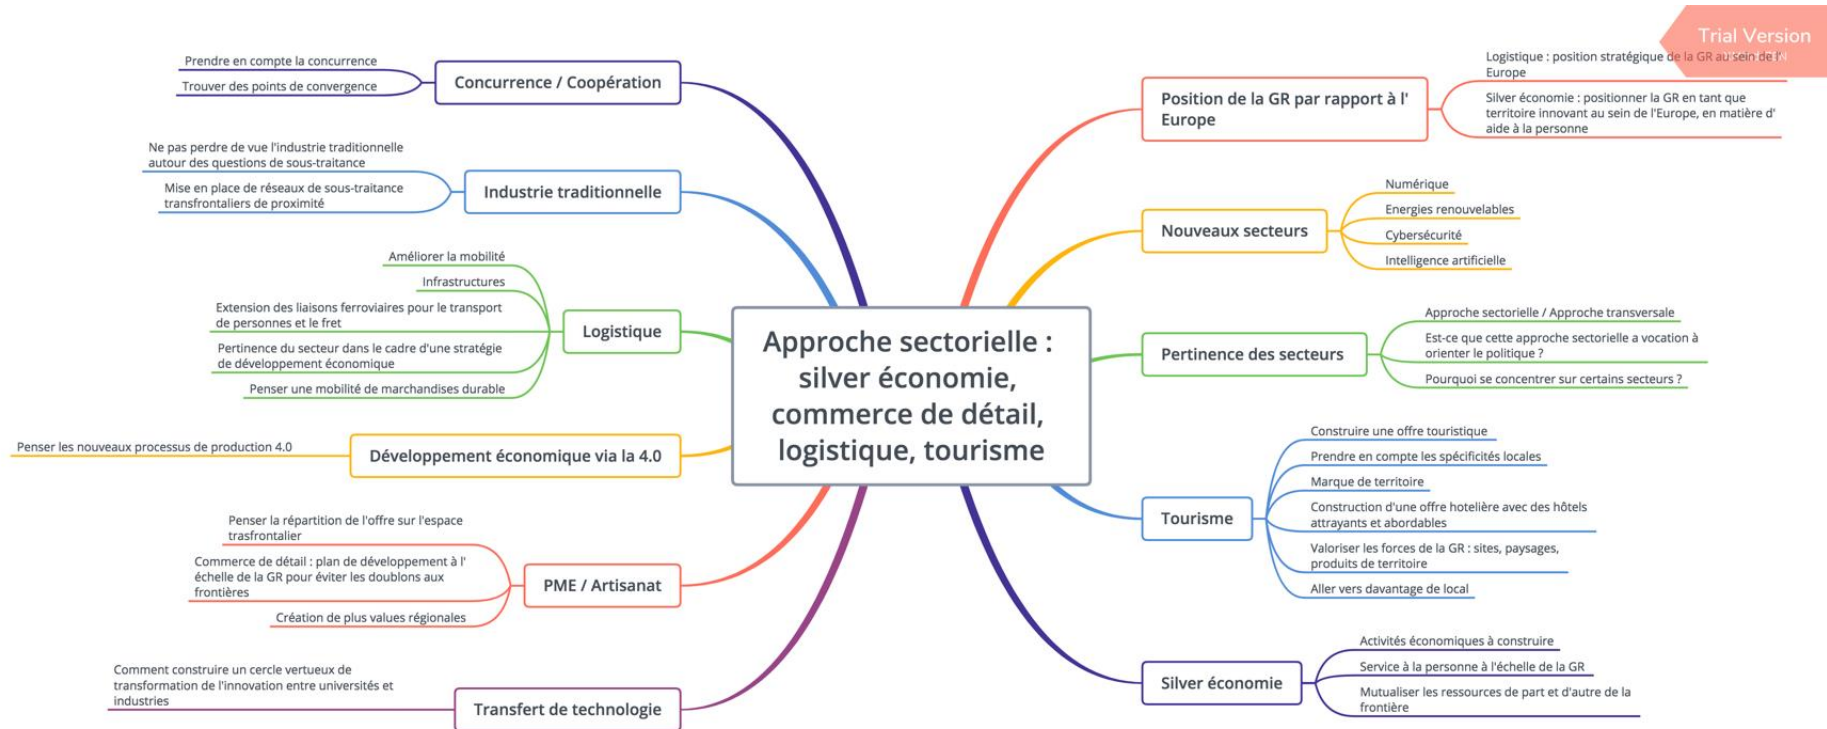 Trial Version
Prendre en compte la concurrence
Trouver des points de convergence
Concurrence / Coopération
Ne pas perdre de vue l'industrie traditionnelle
autour des questions de sous-traitance
Mise en place de réseaux de sous-traitance
transfrontaliers de proximité
Industrie traditionnelle
Améliorer la mobilité
Infrastructures
Extension des liaisons ferroviaires pour le transport
de personnes et le fret
Pertinence du secteur dans le cadre d'une stratégie
de développement économique
Penser une mobilité de marchandises durable
Logistique
Penser les nouveaux processus de production 4.0
Développement économique via la 4.0
Penser la répartition de l'offre sur l'espace
trasfrontalier
Commerce de détail : plan de développement à l'
échelle de la GR pour éviter les doublons aux
frontières
Création de plus values régionales
PME / Artisanat
Comment construire un cercle vertueux de
transformation de l'innovation entre universités et
industries
Transfert de technologie
Approche sectorielle :
silver économie,
commerce de détail,
logistique, tourisme
Position de la GR par rapport à l'
Europe
Logistique : position stratégique de la GR au sein de l'
Europe
Silver économie : positionner la GR en tant que
territoire innovant au sein de l'Europe, en matière d'
aide à la personne
Nouveaux secteurs
Numérique
Energies renouvelables
Cybersécurité
Intelligence artificielle
Pertinence des secteurs
Approche sectorielle / Approche transversale
Est-ce que cette approche sectorielle a vocation à
orienter le politique ?
Pourquoi se concentrer sur certains secteurs ?
Tourisme
Construire une offre touristique
Prendre en compte les spécificités locales
Marque de territoire
Construction d'une offre hotelière avec des hôtels
attrayants et abordables
Valoriser les forces de la GR : sites, paysages,
produits de territoire
Aller vers davantage de local
Silver économie
Activités économiques à construire
Service à la personne à l'échelle de la GR
Mutualiser les ressources de part et d'autre de la
frontière